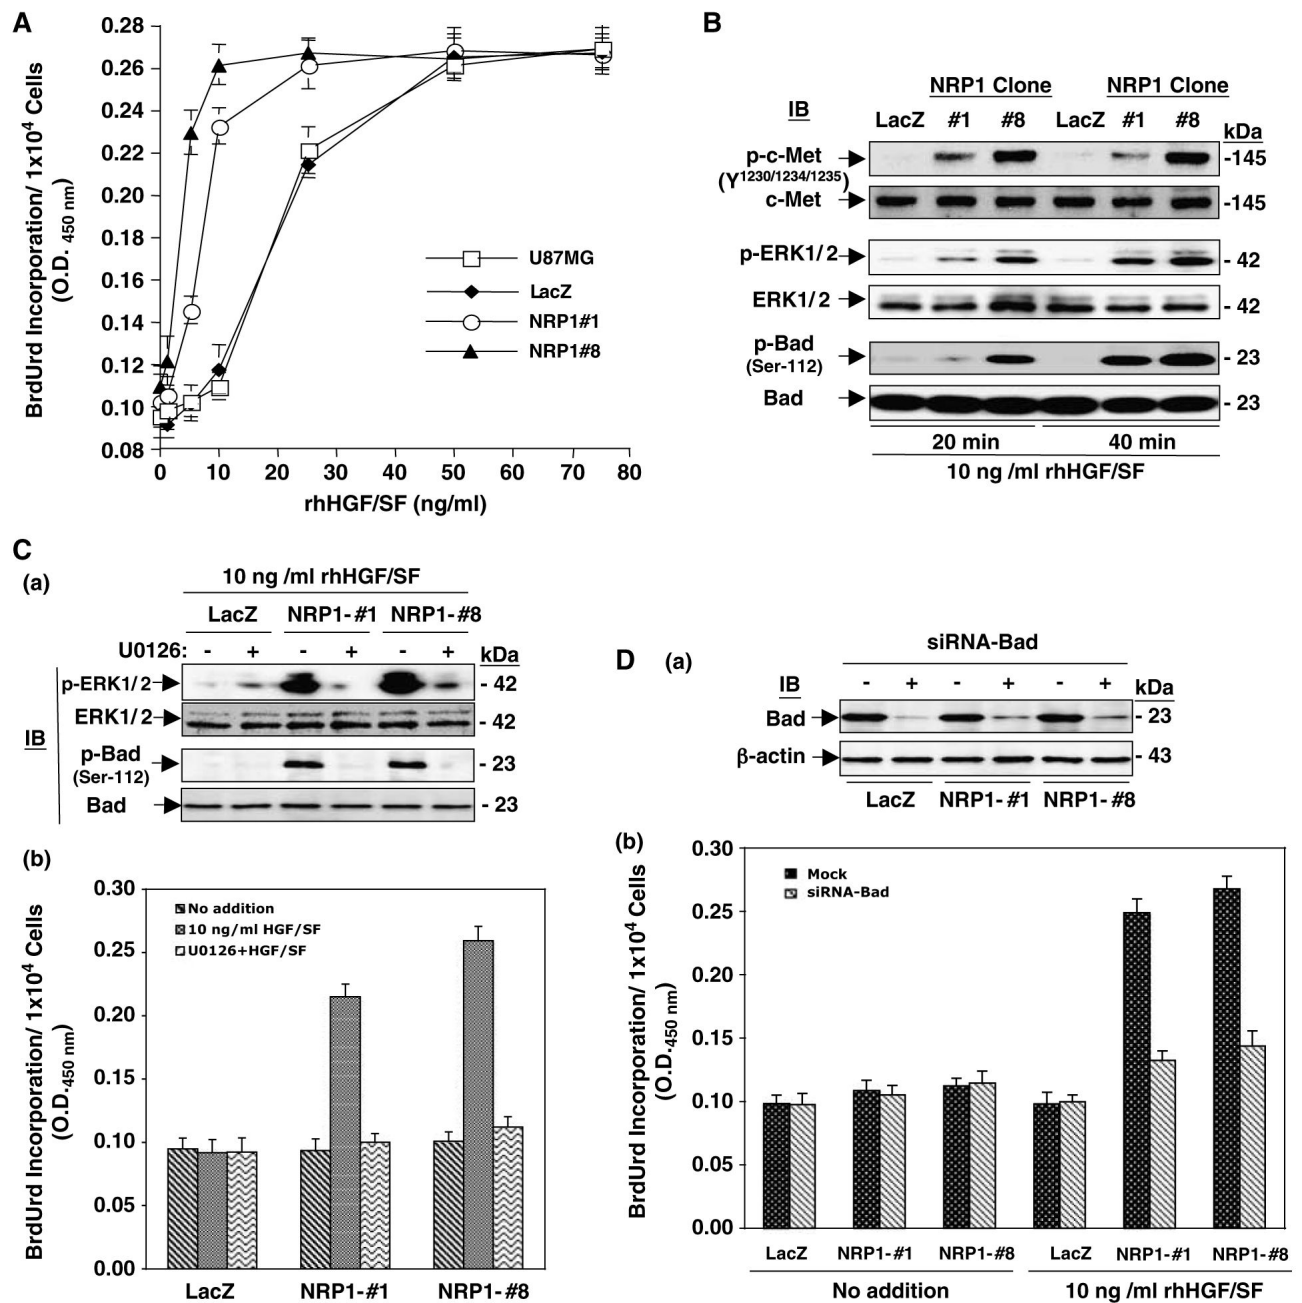 A
BrdUrd Incorporation/ 1x10⁴ Cells
(O.D. 450 nm)
0.28
0.26
0.24
0.22
0.20
0.18
0.16
0.14
0.12
0.10
0.08
0 10 20 30 40 50 60 70 80
rhHGF/SF (ng/ml)
U87MG
LacZ
NRP1#1
NRP1#8
B
NRP1 Clone NRP1 Clone
IB LacZ #1 #8 LacZ #1 #8 kDa
p-c-Met -145
(Y1230/1234/1235)
c-Met -145
p-ERK1/2 - 42
ERK1/2 - 42
p-Bad - 23
(Ser-112)
Bad - 23
20 min 40 min
10 ng /ml rhHGF/SF
C
(a)
10 ng /ml rhHGF/SF
LacZ NRP1-#1 NRP1-#8
U0126: - + - + - + kDa
IB
p-ERK1/2 - 42
ERK1/2 - 42
p-Bad - 23
(Ser-112)
Bad - 23
(b)
BrdUrd Incorporation/ 1x10⁴ Cells
(O.D.450 nm)
0.30
0.25
0.20
0.15
0.10
0.05
0.00
No addition
10 ng/ml HGF/SF
U0126+HGF/SF
LacZ NRP1-#1 NRP1-#8
D (a)
siRNA-Bad
IB - + - + - + kDa
Bad - 23
β-actin - 43
LacZ NRP1-#1 NRP1-#8
(b)
BrdUrd Incorporation/ 1x10⁴ Cells
(O.D.450 nm)
0.30
0.25
0.20
0.15
0.10
0.05
0.00
Mock
siRNA-Bad
LacZ NRP1-#1 NRP1-#8 LacZ NRP1-#1 NRP1-#8
No addition 10 ng /ml rhHGF/SF